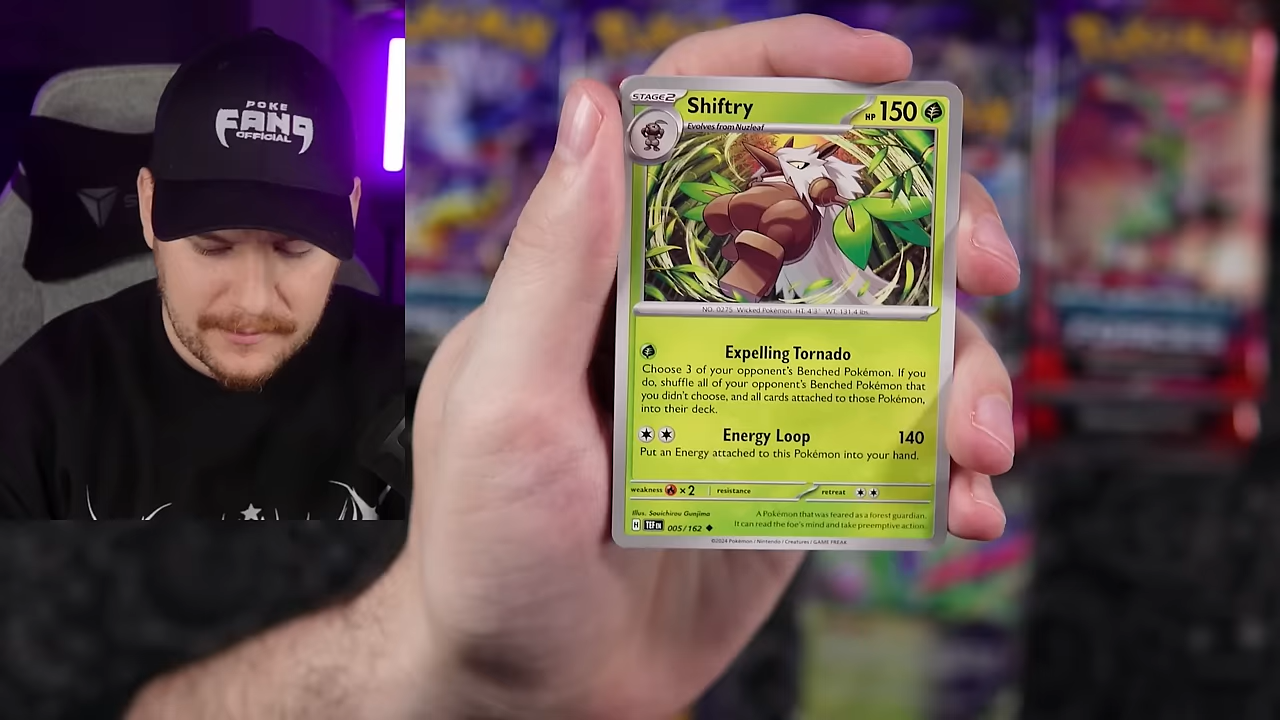 POKE
FANG
OFFICIAL
STAGE2
Shiftry
HP 150
Evolves from Nuzleaf
NO. 0275 Wicked Pokémon HT: 4'3" WT: 131.4 lbs.
Expelling Tornado
Choose 3 of your opponent's Benched Pokémon. If you
do, shuffle all of your opponent's Benched Pokémon that
you didn't choose, and all cards attached to those Pokémon,
into their deck.
Energy Loop 140
Put an Energy attached to this Pokémon into your hand.
weakness ×2 resistance retreat
Illus. Souichirou Gunjima
A Pokémon that was feared as a forest guardian.
It can read the foe's mind and take preemptive action.
H TEF EN 005/162
©2024 Pokémon / Nintendo / Creatures / GAME FREAK